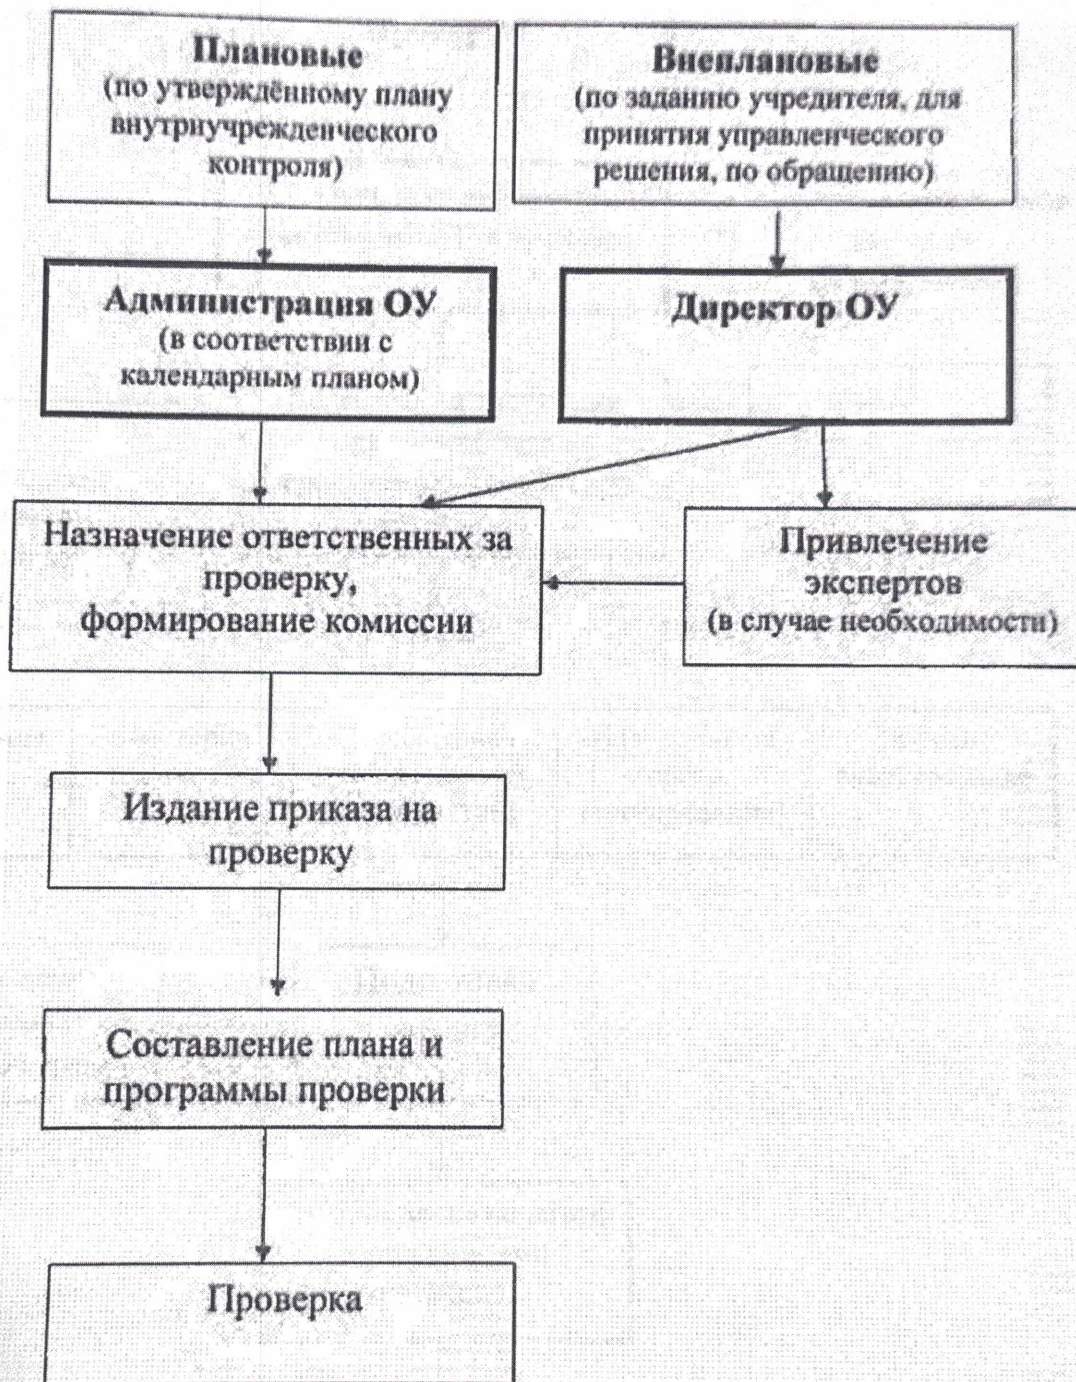 Плановые
(по утверждённому плану
внутриучрежденческого
контроля)
Внеплановые
(по заданию учредителя, для
принятия управленческого
решения, по обращению)
Администрация ОУ
(в соответствии с
календарным планом)
Директор ОУ
Назначение ответственных за
проверку,
формирование комиссии
Привлечение
экспертов
(в случае необходимости)
Издание приказа на
проверку
Составление плана и
программы проверки
Проверка